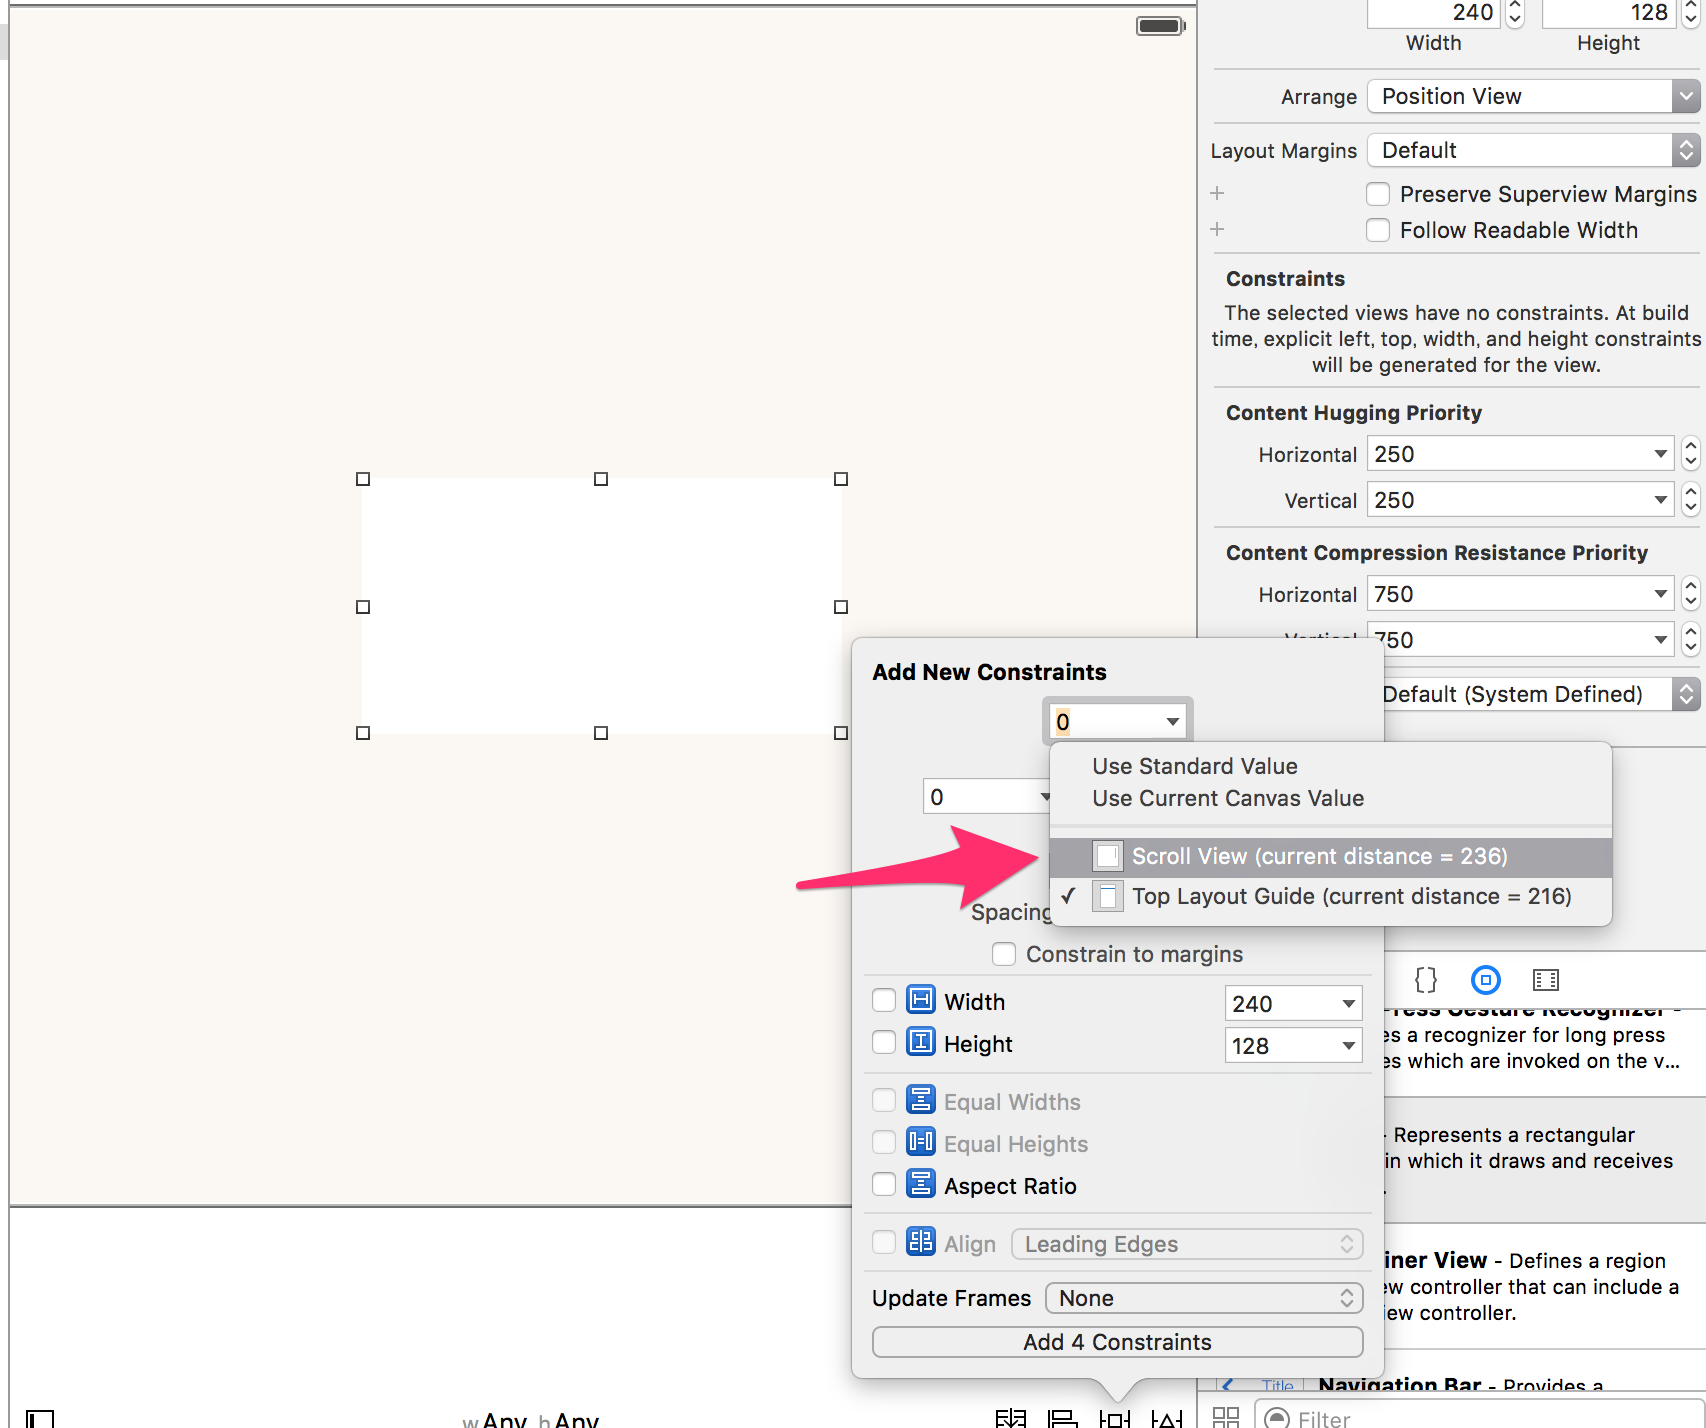 240
128
Width
Height
Arrange
Position View
Layout Margins
Default
Preserve Superview Margins
Follow Readable Width
Constraints
The selected views have no constraints. At build
time, explicit left, top, width, and height constraints
will be generated for the view.
Content Hugging Priority
Horizontal
250
Vertical
250
Content Compression Resistance Priority
Horizontal
750
Vertical
750
Default (System Defined)
Add New Constraints
0
Use Standard Value
Use Current Canvas Value
0
Scroll View (current distance = 236)
✓ Top Layout Guide (current distance = 216)
Spacing
Constrain to margins
Width
240
Height
128
Equal Widths
Equal Heights
Aspect Ratio
Align
Leading Edges
Update Frames
None
Add 4 Constraints
{}
ress Gesture Recognizer -
es a recognizer for long press
es which are invoked on the v...
- Represents a rectangular
in which it draws and receives
.
iner View - Defines a region
ew controller that can include a
iew controller.
Title
Navigation Bar - Provides a
w Any h Any
Filter